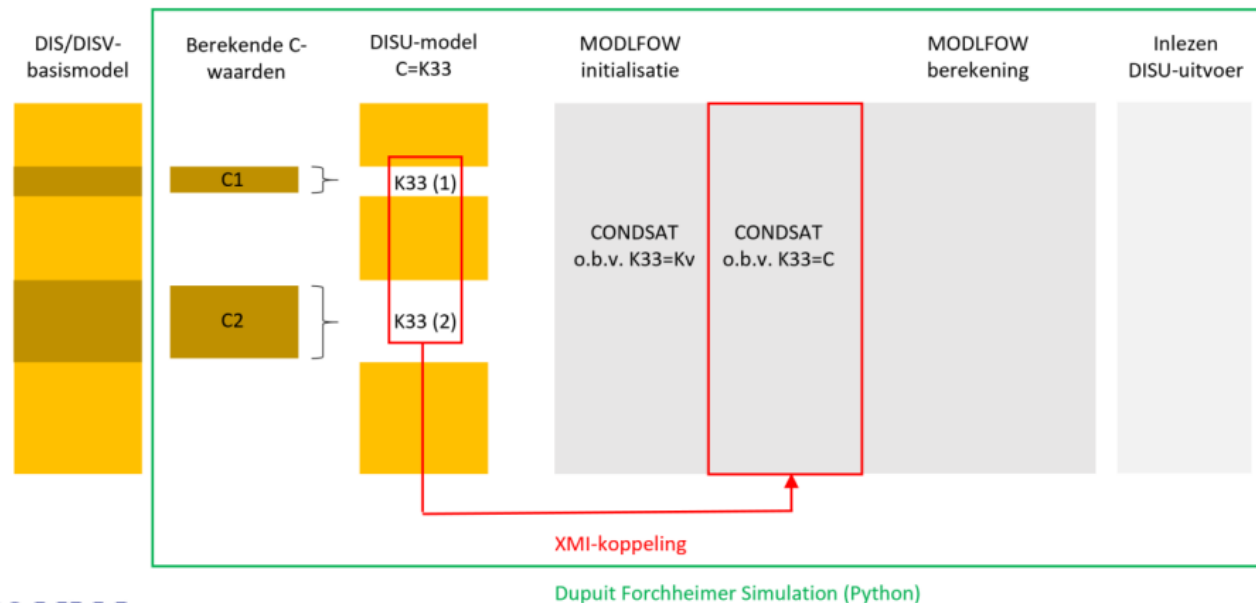 DIS/DISV-
basismodel
Berekende C-
waarden
DISU-model
C=K33
MODLFOW
initialisatie
MODLFOW
berekening
Inlezen
DISU-uitvoer
C1
K33 (1)
CONDSAT
o.b.v. K33=Kv
CONDSAT
o.b.v. K33=C
C2
K33 (2)
XMI-koppeling
Dupuit Forchheimer Simulation (Python)